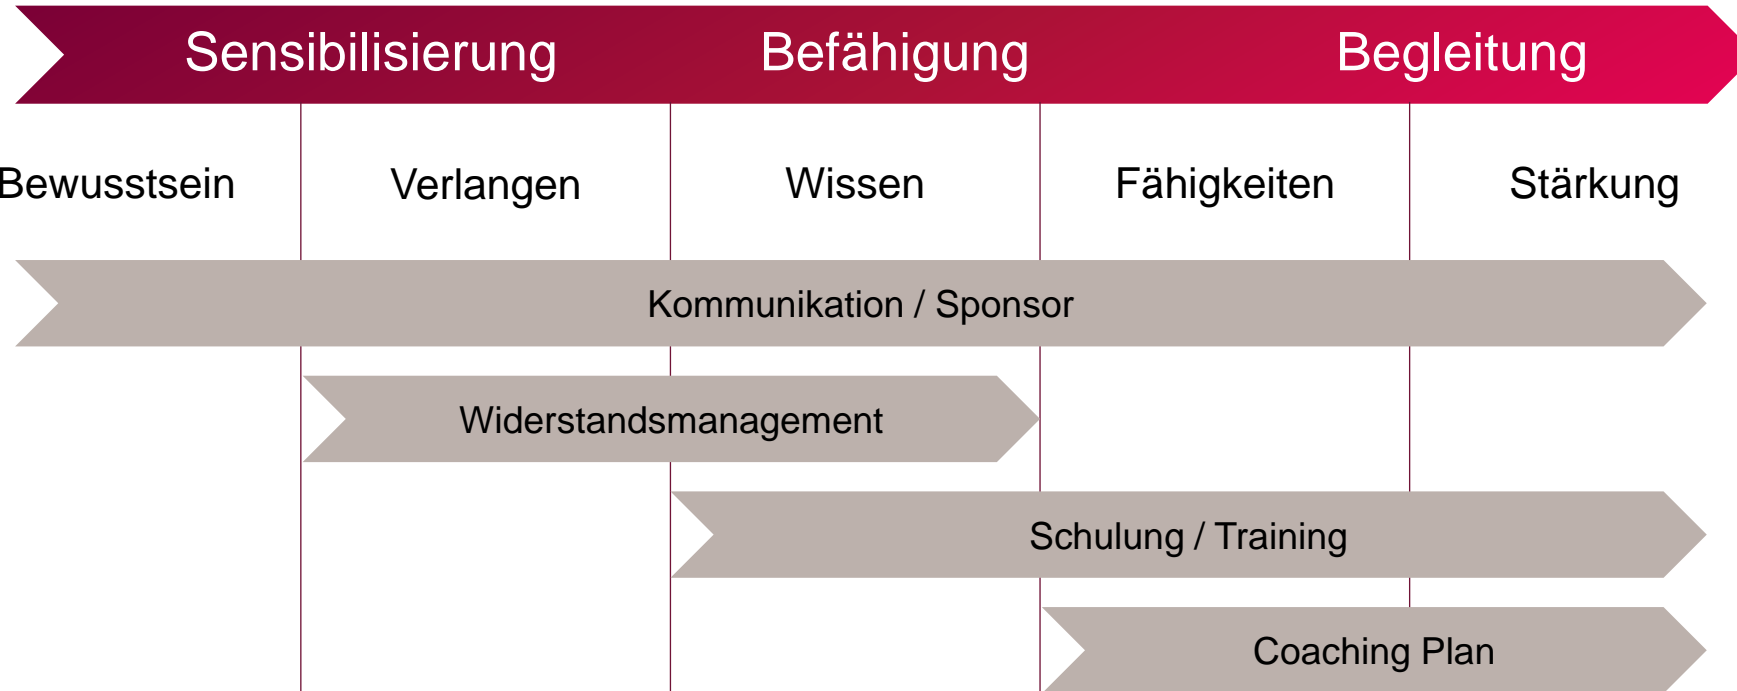 Sensibilisierung Befähigung Begleitung
Bewusstsein Verlangen Wissen Fähigkeiten Stärkung
Kommunikation / Sponsor
Widerstandsmanagement
Schulung / Training
Coaching Plan